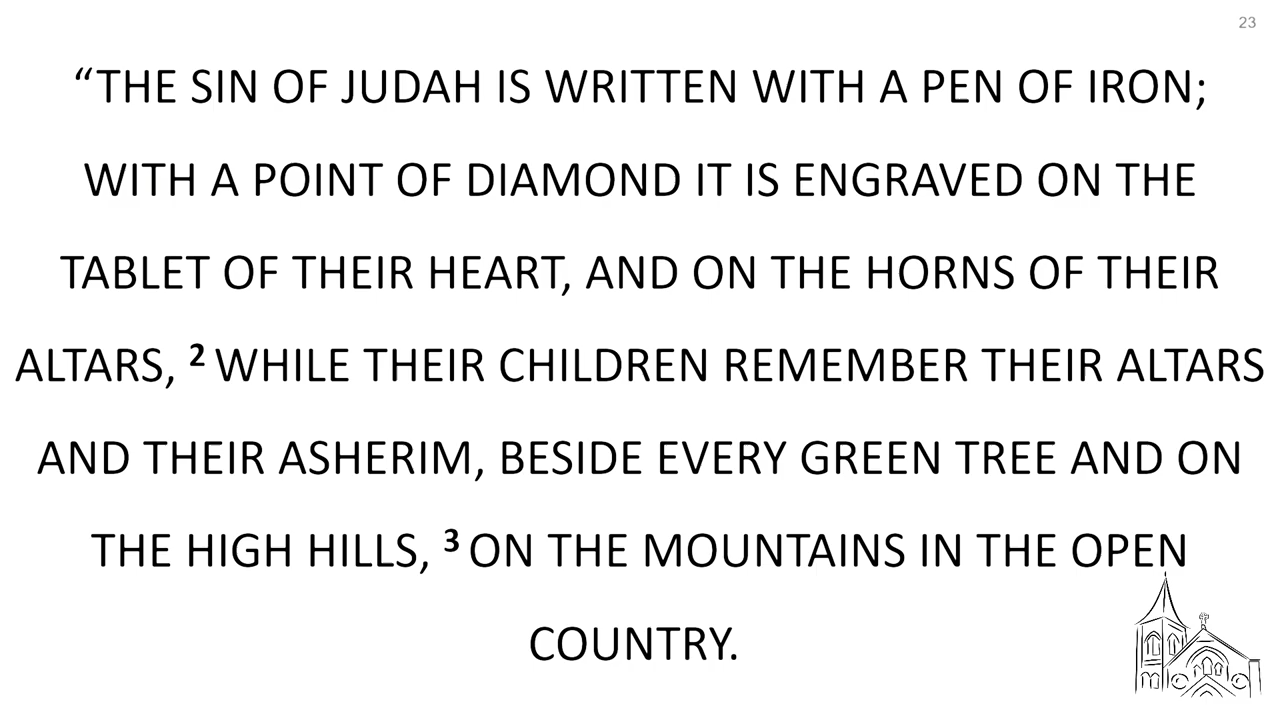 23
“THE SIN OF JUDAH IS WRITTEN WITH A PEN OF IRON;
WITH A POINT OF DIAMOND IT IS ENGRAVED ON THE
TABLET OF THEIR HEART, AND ON THE HORNS OF THEIR
ALTARS, 2 WHILE THEIR CHILDREN REMEMBER THEIR ALTARS
AND THEIR ASHERIM, BESIDE EVERY GREEN TREE AND ON
THE HIGH HILLS, 3 ON THE MOUNTAINS IN THE OPEN
COUNTRY.